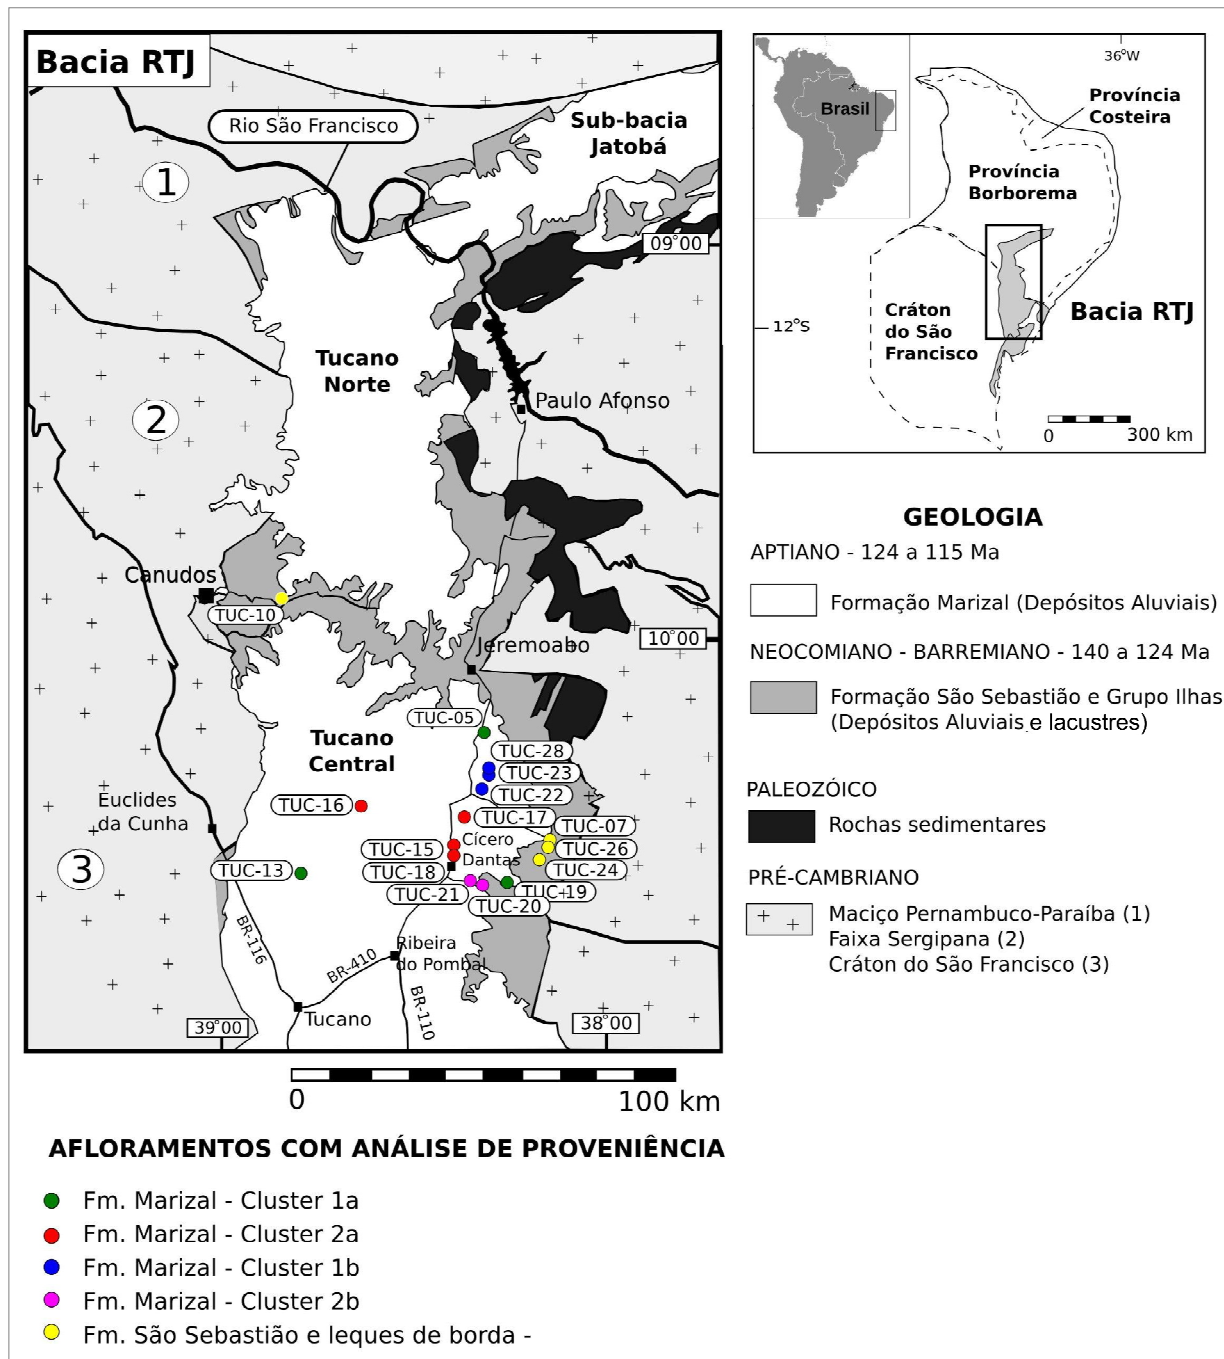 Bacia RTJ
Rio São Francisco
Sub-bacia
Jatobá
1
09°00
Tucano
Norte
Paulo Afonso
2
Canudos
TUC-10
10°00
Jeremoabo
TUC-05
Tucano
Central
TUC-28
TUC-23
TUC-22
TUC-16
TUC-17
Euclides
da Cunha
TUC-07
TUC-15
Cícero
Dantas
TUC-26
TUC-24
3
TUC-13
TUC-18
TUC-19
TUC-21
TUC-20
BR-116
BR-410
Ribeira
do Pombal
BR-110
Tucano
39°00
38°00
0
100 km
Brasil
36°W
Província
Costeira
Província
Borborema
12°S
Cráton
do São
Francisco
Bacia RTJ
0
300 km
GEOLOGIA
APTIANO - 124 a 115 Ma
Formação Marizal (Depósitos Aluviais)
NEOCOMIANO - BARREMIANO - 140 a 124 Ma
Formação São Sebastião e Grupo Ilhas
(Depósitos Aluviais e lacustres)
PALEOZÓICO
Rochas sedimentares
PRÉ-CAMBRIANO
Maciço Pernambuco-Paraíba (1)
Faixa Sergipana (2)
Cráton do São Francisco (3)
AFLORAMENTOS COM ANÁLISE DE PROVENIÊNCIA
Fm. Marizal - Cluster 1a
Fm. Marizal - Cluster 2a
Fm. Marizal - Cluster 1b
Fm. Marizal - Cluster 2b
Fm. São Sebastião e leques de borda -